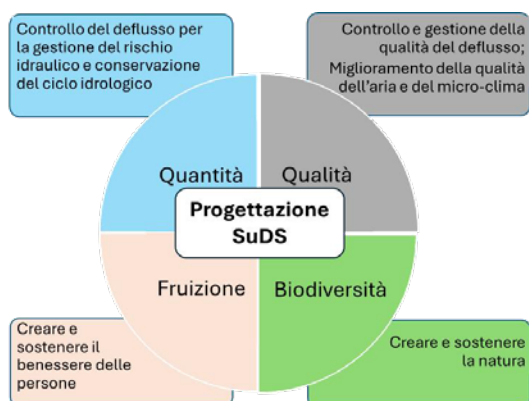 Controllo del deflusso per
la gestione del rischio
idraulico e conservazione
del ciclo idrologico
Controllo e gestione della
qualità del deflusso;
Miglioramento della qualità
dell'aria e del micro-clima
Quantità
Qualità
Progettazione
SuDS
Fruizione
Biodiversità
Creare e
sostenere il
benessere delle
persone
Creare e sostenere
la natura